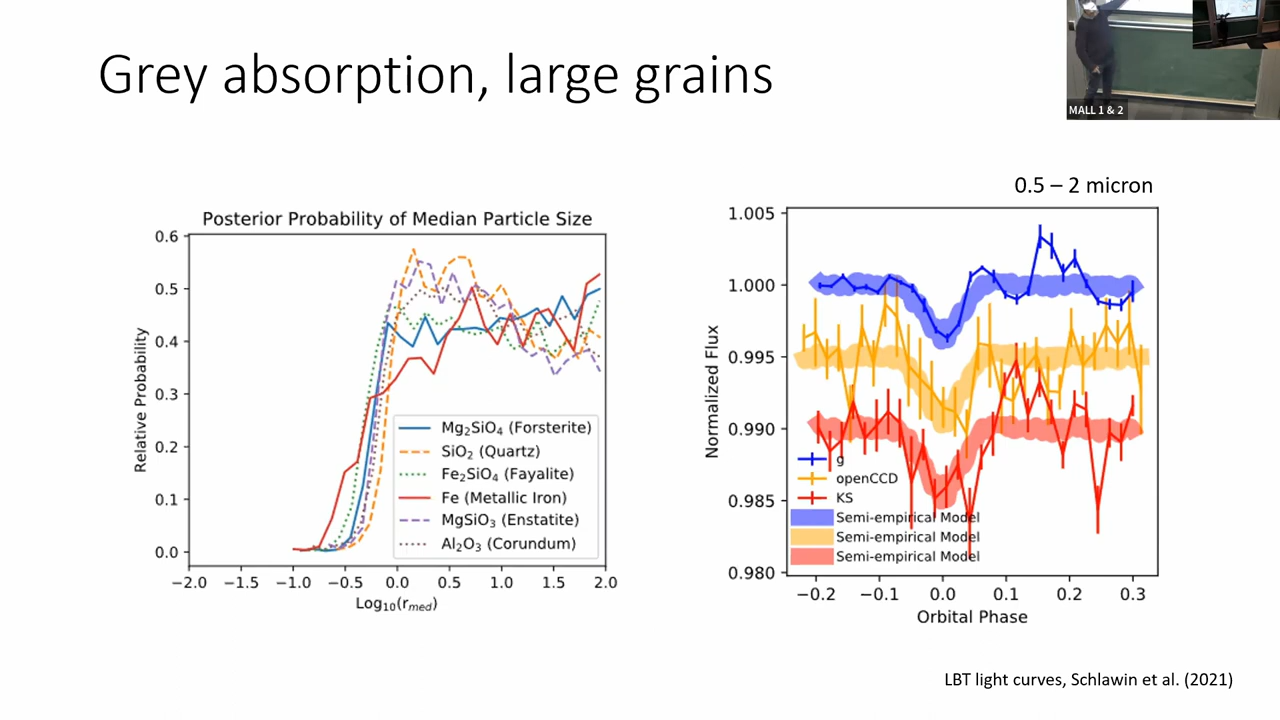 Grey absorption, large grains
MALL 1 & 2
Posterior Probability of Median Particle Size
Relative Probability
0.6
0.5
0.4
0.3
0.2
0.1
0.0
Mg₂SiO₄ (Forsterite)
SiO₂ (Quartz)
Fe₂SiO₄ (Fayalite)
Fe (Metallic Iron)
MgSiO₃ (Enstatite)
Al₂O₃ (Corundum)
−2.0 −1.5 −1.0 −0.5 0.0 0.5 1.0 1.5 2.0
Log₁₀(r_med)
0.5 – 2 micron
Normalized Flux
1.005
1.000
0.995
0.990
0.985
0.980
g
openCCD
KS
Semi-empirical Model
Semi-empirical Model
Semi-empirical Model
−0.2 −0.1 0.0 0.1 0.2 0.3
Orbital Phase
LBT light curves, Schlawin et al. (2021)